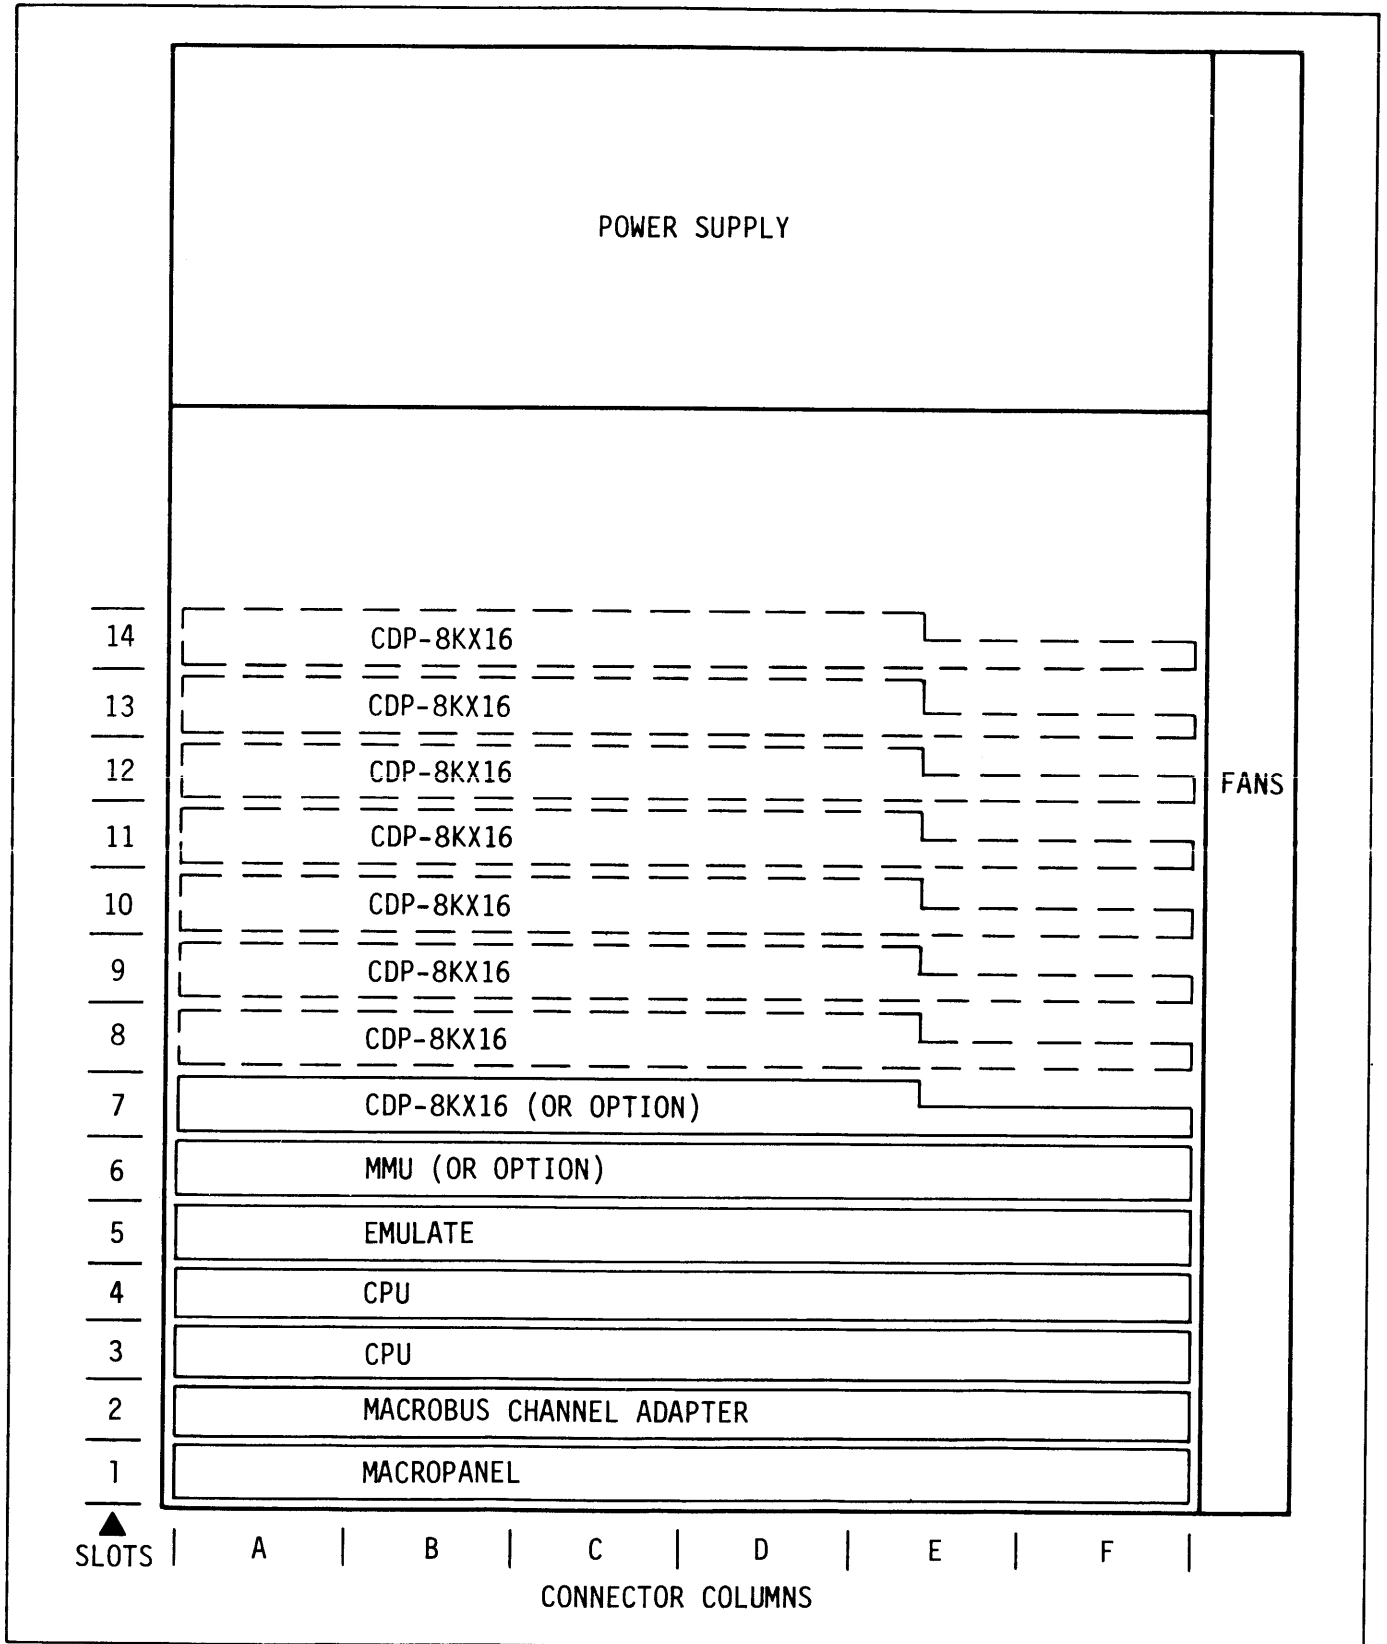 POWER SUPPLY
14 CDP-8KX16
13 CDP-8KX16
12 CDP-8KX16
FANS
11 CDP-8KX16
10 CDP-8KX16
9 CDP-8KX16
8 CDP-8KX16
7 CDP-8KX16 (OR OPTION)
6 MMU (OR OPTION)
5 EMULATE
4 CPU
3 CPU
2 MACROBUS CHANNEL ADAPTER
1 MACROPANEL
SLOTS A B C D E F
CONNECTOR COLUMNS